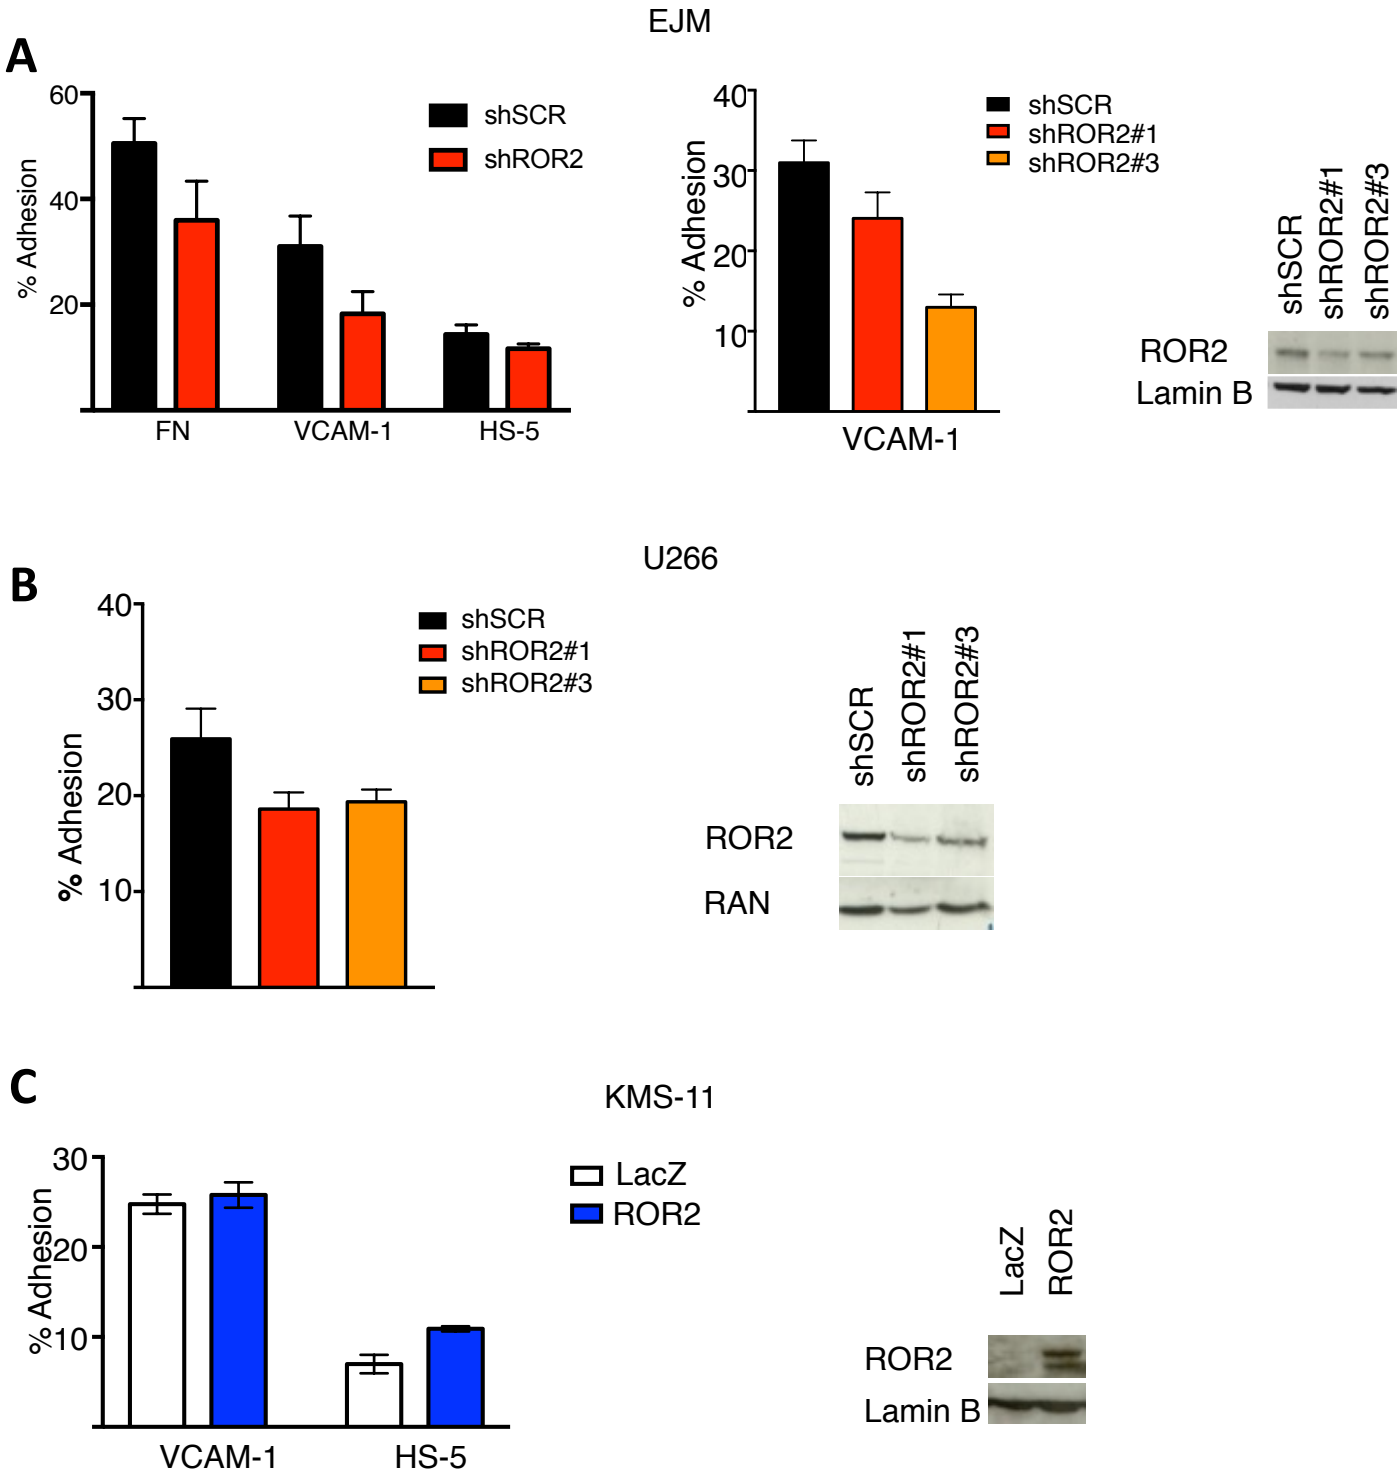 EJM
A
60
40
20
% Adhesion
shSCR
shROR2
FN VCAM-1 HS-5
40
30
20
10
% Adhesion
shSCR
shROR2#1
shROR2#3
VCAM-1
shSCR
shROR2#1
shROR2#3
ROR2
Lamin B
U266
B
40
30
20
10
% Adhesion
shSCR
shROR2#1
shROR2#3
shSCR
shROR2#1
shROR2#3
ROR2
RAN
C
KMS-11
30
20
10
% Adhesion
LacZ
ROR2
VCAM-1 HS-5
LacZ
ROR2
ROR2
Lamin B